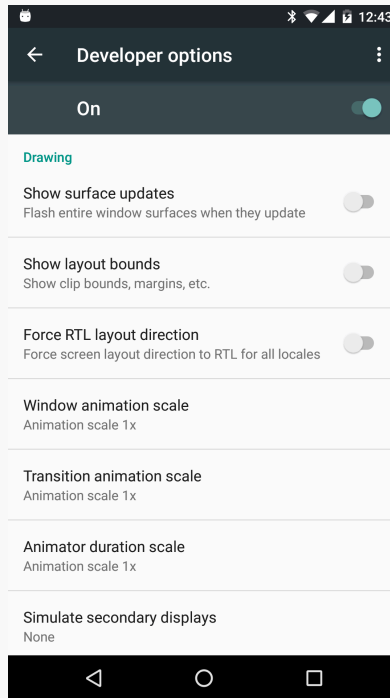 12:43
Developer options
On
Drawing
Show surface updates
Flash entire window surfaces when they update
Show layout bounds
Show clip bounds, margins, etc.
Force RTL layout direction
Force screen layout direction to RTL for all locales
Window animation scale
Animation scale 1x
Transition animation scale
Animation scale 1x
Animator duration scale
Animation scale 1x
Simulate secondary displays
None